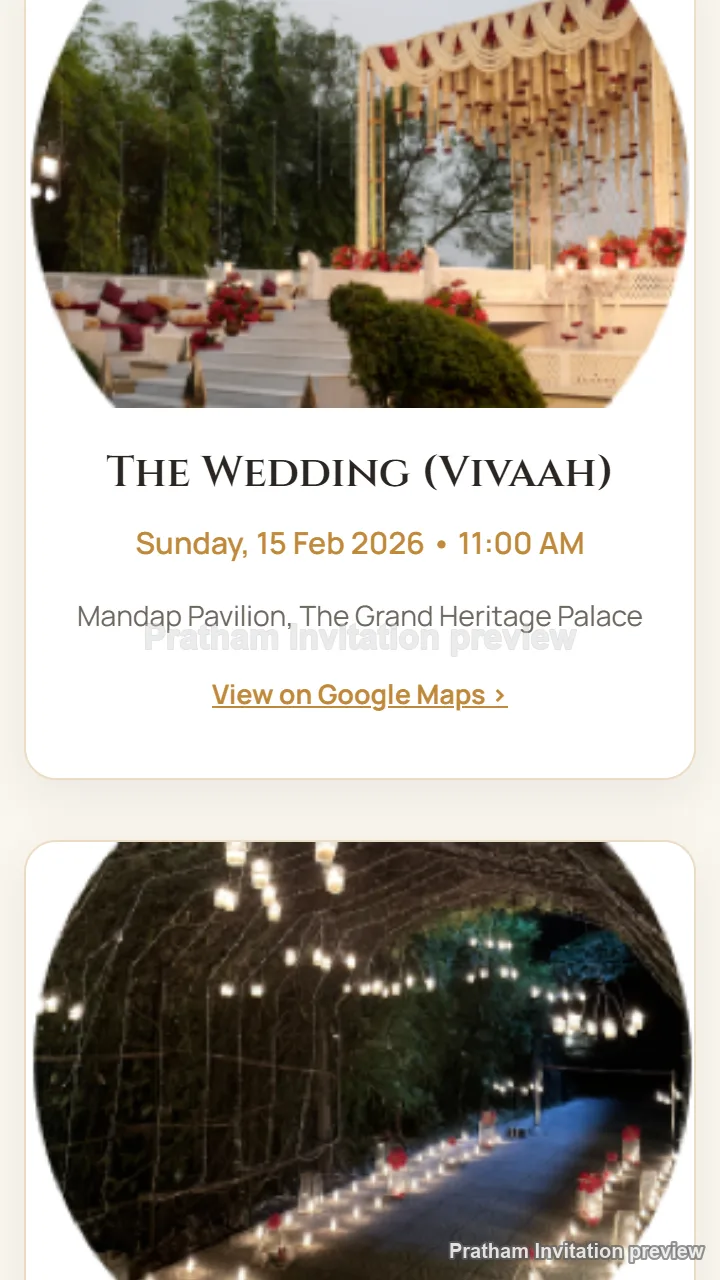 The Wedding (Vivaah)
Sunday, 15 Feb 2026 • 11:00 AM
Mandap Pavilion, The Grand Heritage Palace
Pratham Invitation preview
View on Google Maps ›
Pratham Invitation preview